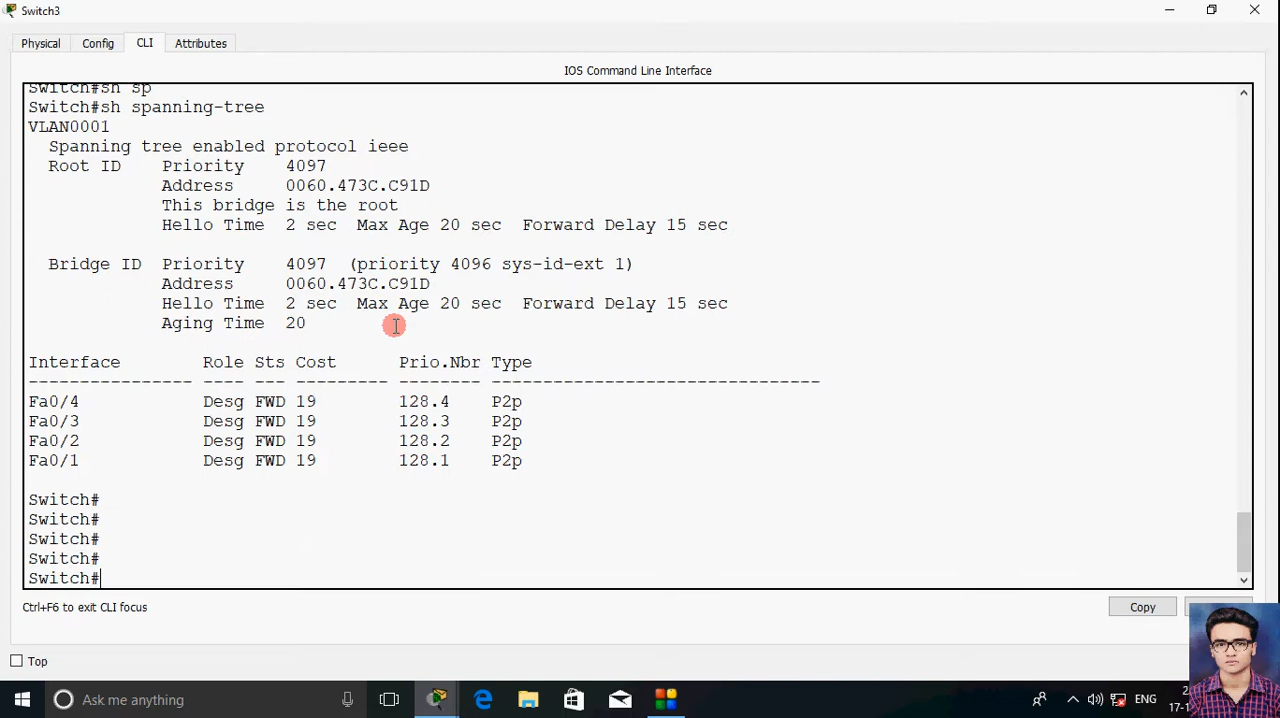 Switch3
Physical Config CLI Attributes
IOS Command Line Interface
Switch#sh sp
Switch#sh spanning-tree
VLAN0001
Spanning tree enabled protocol ieee
Root ID Priority 4097
Address 0060.473C.C91D
This bridge is the root
Hello Time 2 sec Max Age 20 sec Forward Delay 15 sec
Bridge ID Priority 4097 (priority 4096 sys-id-ext 1)
Address 0060.473C.C91D
Hello Time 2 sec Max Age 20 sec Forward Delay 15 sec
Aging Time 20
Interface Role Sts Cost Prio.Nbr Type
---------------- ---- --- --------- -------- --------------------------------
Fa0/4 Desg FWD 19 128.4 P2p
Fa0/3 Desg FWD 19 128.3 P2p
Fa0/2 Desg FWD 19 128.2 P2p
Fa0/1 Desg FWD 19 128.1 P2p
Switch#
Switch#
Switch#
Switch#
Switch#
Ctrl+F6 to exit CLI focus
Copy
Top
Ask me anything
ENG